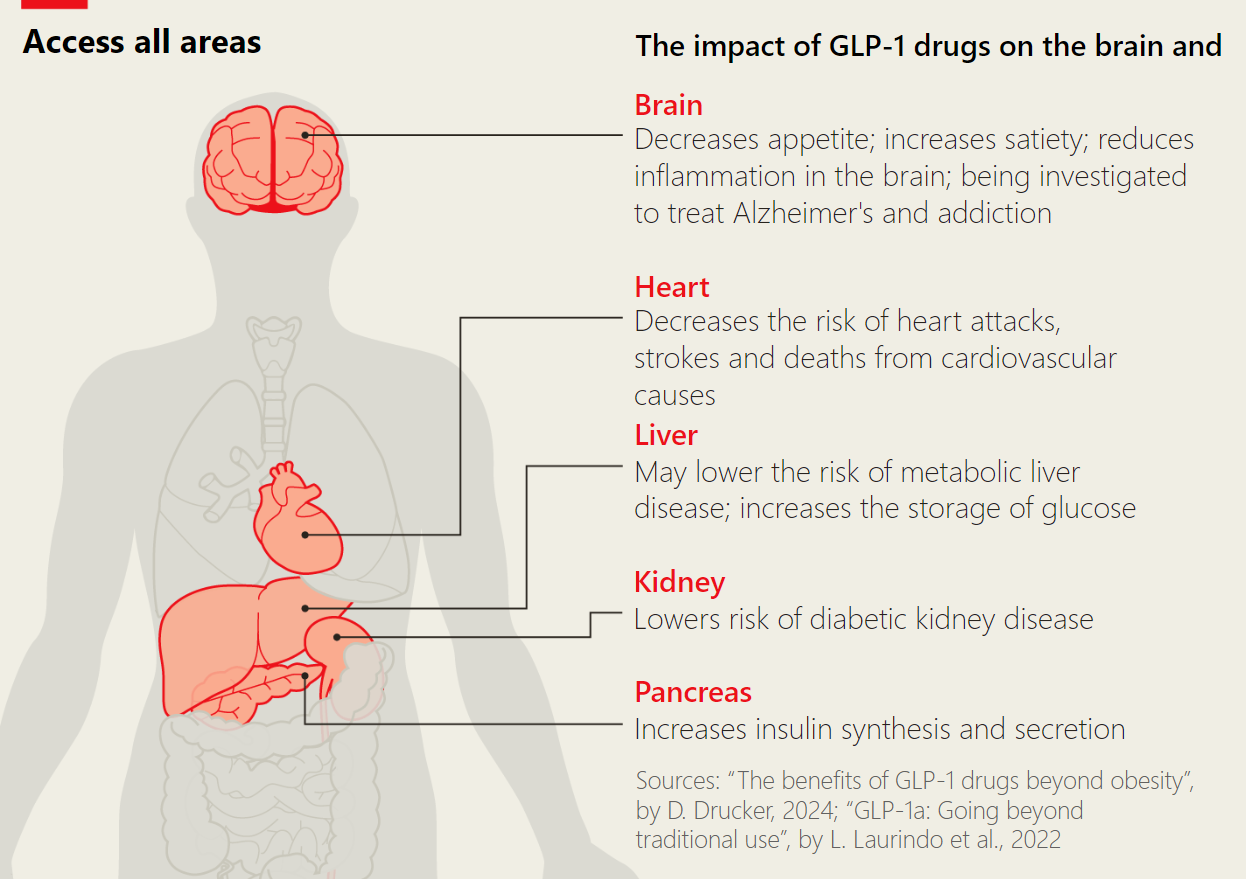 Access all areas
The impact of GLP-1 drugs on the brain and
Brain
Decreases appetite; increases satiety; reduces
inflammation in the brain; being investigated
to treat Alzheimer's and addiction
Heart
Decreases the risk of heart attacks,
strokes and deaths from cardiovascular
causes
Liver
May lower the risk of metabolic liver
disease; increases the storage of glucose
Kidney
Lowers risk of diabetic kidney disease
Pancreas
Increases insulin synthesis and secretion
Sources: “The benefits of GLP-1 drugs beyond obesity”,
by D. Drucker, 2024; “GLP-1a: Going beyond
traditional use”, by L. Laurindo et al., 2022